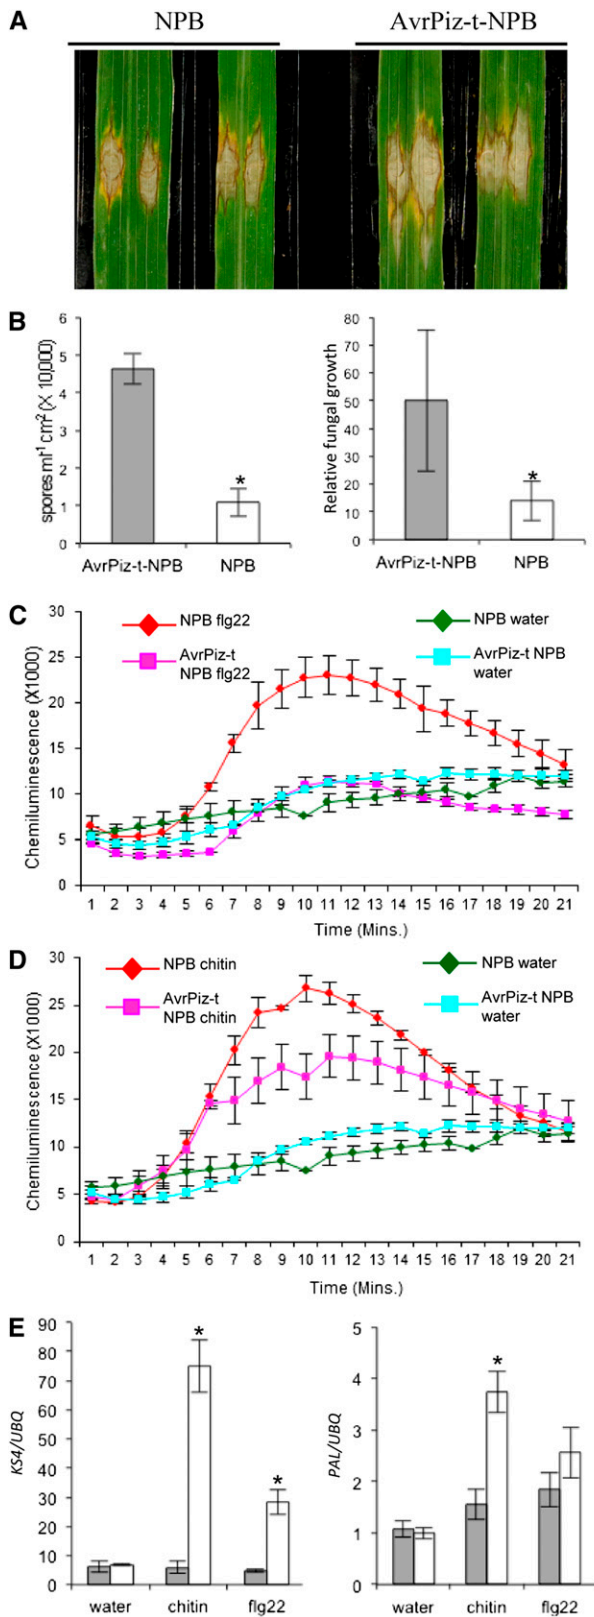 A
NPB
AvrPiz-t-NPB
B
spores ml⁻¹ cm² (X 10,000)
6
5
4
3
2
1
0
*
AvrPiz-t-NPB
NPB
Relative fungal growth
80
70
60
50
40
30
20
10
0
*
AvrPiz-t-NPB
NPB
C
Chemiluminescence (X1000)
30
25
20
15
10
5
0
NPB flg22
AvrPiz-t
NPB flg22
NPB water
AvrPiz-t NPB
water
1 2 3 4 5 6 7 8 9 10 11 12 13 14 15 16 17 18 19 20 21
Time (Mins.)
D
Chemiluminescence (X1000)
30
25
20
15
10
5
0
NPB chitin
AvrPiz-t
NPB chitin
NPB water
AvrPiz-t NPB
water
1 2 3 4 5 6 7 8 9 10 11 12 13 14 15 16 17 18 19 20 21
Time (Mins.)
E
KS4/UBQ
90
80
70
60
50
40
30
20
10
0
*
*
water chitin flg22
PAL/UBQ
5
4
3
2
1
0
*
water chitin flg22